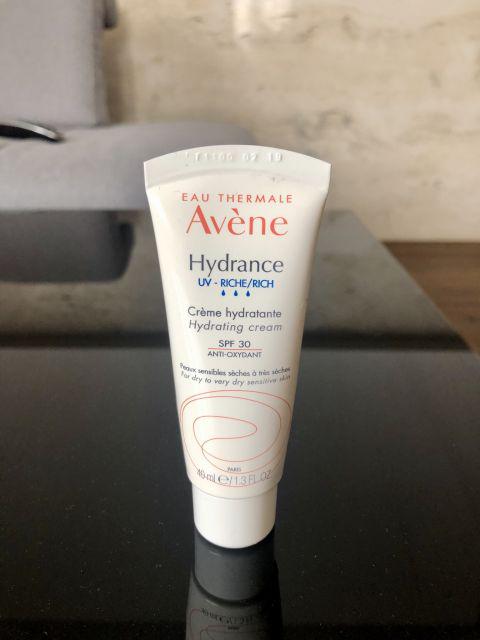 EAU THERMALE
Avène
Hydrance
UV - RICHE/RICH
Crème hydratante
Hydrating cream
SPF 30
ANTI-OXYDANT
Peaux sensibles sèches à très sèches
For dry to very dry sensitive skin
PARIS
40 mL ℮/1.3 FL.OZ